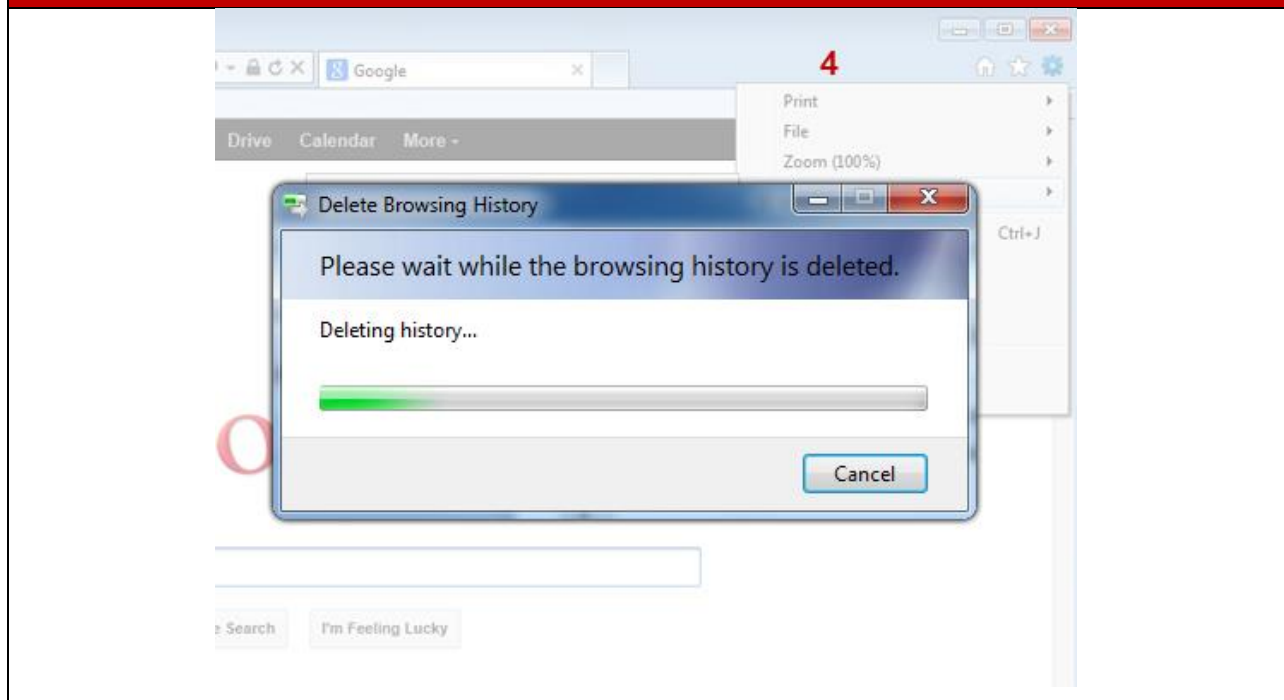 4
Google
Print
File
Zoom (100%)
Drive Calendar More
Ctrl+J
Delete Browsing History
Please wait while the browsing history is deleted.
Deleting history...
Cancel
Search I'm Feeling Lucky